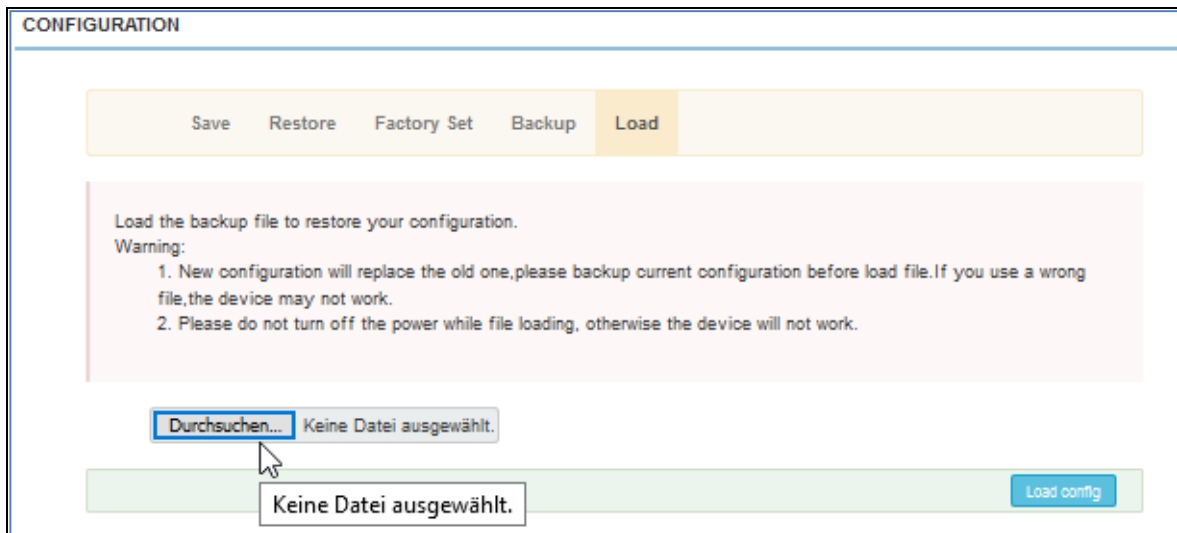 CONFIGURATION
Save Restore Factory Set Backup Load
Load the backup file to restore your configuration.
Warning:
1. New configuration will replace the old one,please backup current configuration before load file.If you use a wrong
file,the device may not work.
2. Please do not turn off the power while file loading, otherwise the device will not work.
Durchsuchen... Keine Datei ausgewählt.
Load config
Keine Datei ausgewählt.